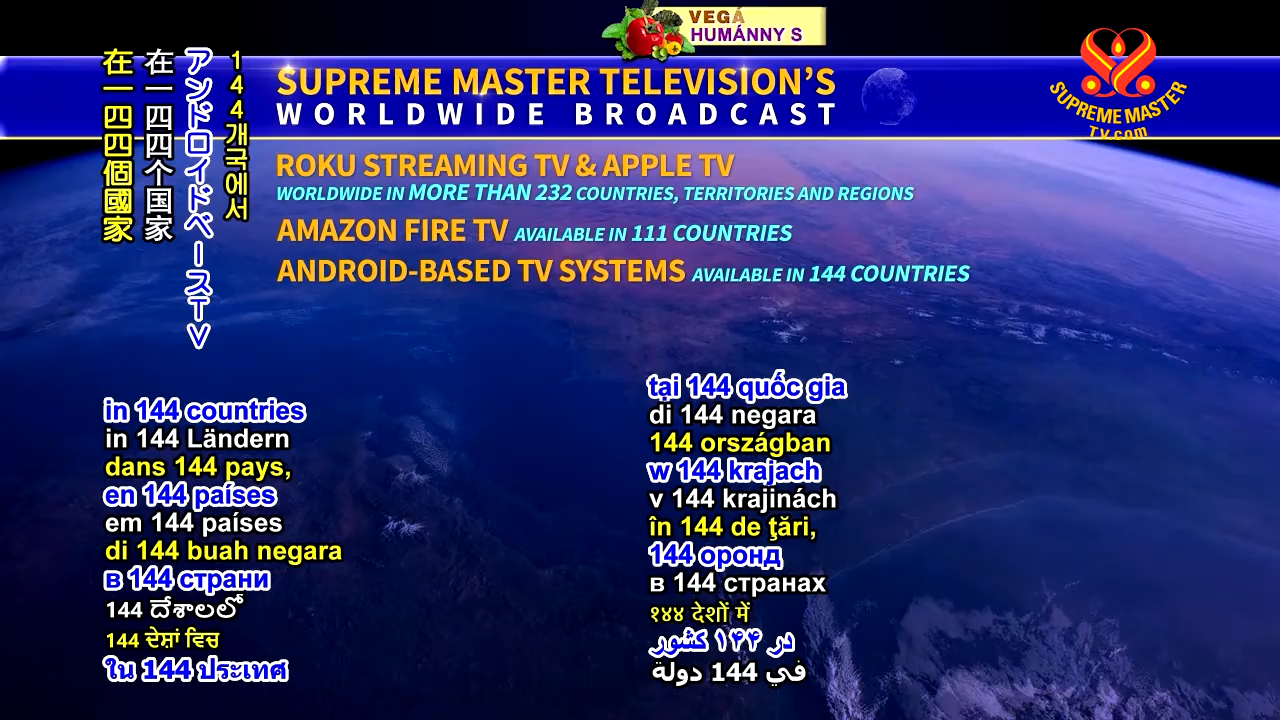 VEGÁ
HUMÁNNY S
SUPREME MASTER TELEVISION'S
WORLDWIDE BROADCAST
SUPREME MASTER
TV.com
ROKU STREAMING TV & APPLE TV
WORLDWIDE IN MORE THAN 232 COUNTRIES, TERRITORIES AND REGIONS
AMAZON FIRE TV AVAILABLE IN 111 COUNTRIES
ANDROID-BASED TV SYSTEMS AVAILABLE IN 144 COUNTRIES
144개국에서
アンドロイドベースTV
在一四四个国家
在一四四個國家
in 144 countries
in 144 Ländern
dans 144 pays,
en 144 países
em 144 países
di 144 buah negara
в 144 страни
144 దేశాలలో
144 ਦੇਸ਼ਾਂ ਵਿਚ
ใน 144 ประเทศ
tại 144 quốc gia
di 144 negara
144 országban
w 144 krajach
v 144 krajinách
în 144 de ţări,
144 оронд
в 144 странах
१४४ देशों में
در ۱۴۴ کشور
في 144 دولة